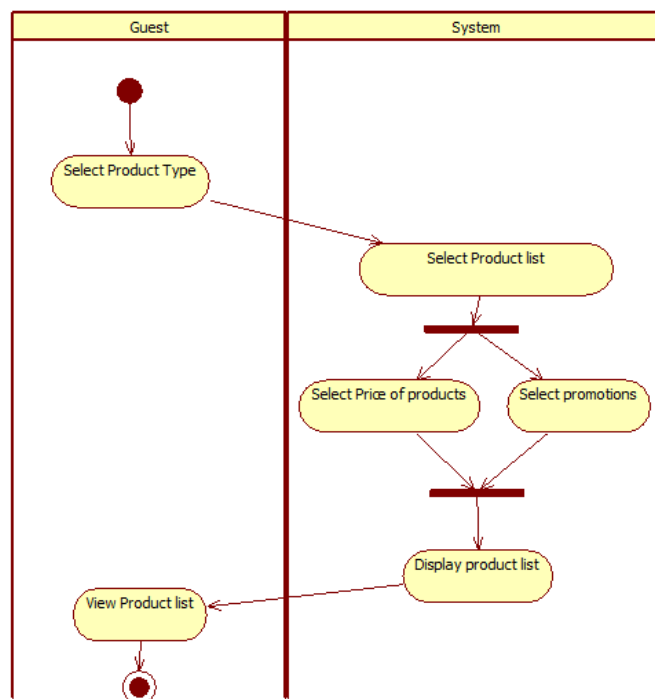 Guest
System
Select Product Type
Select Product list
Select Price of products
Select promotions
Display product list
View Product list